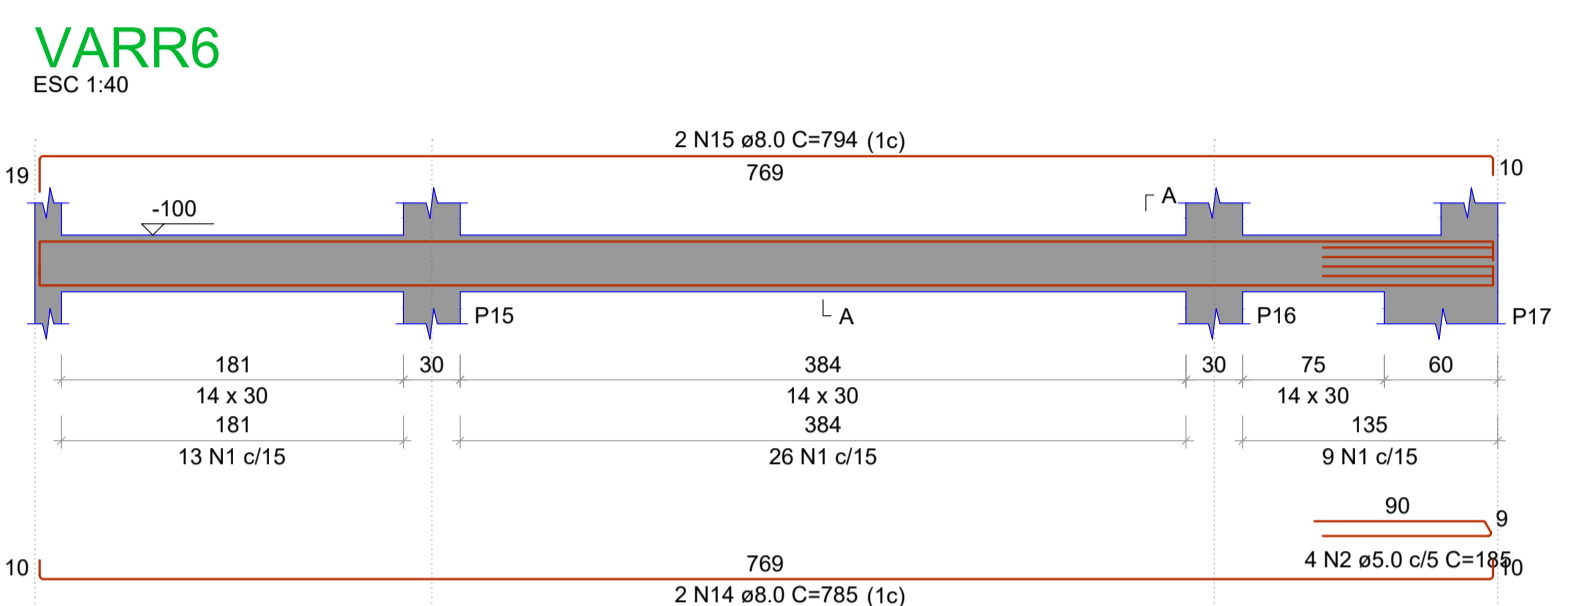 VARR6
ESC 1:40
2 N15 ø8.0 C=794 (1c)
19
769
10
A
-100
P15
A
P16
P17
181
30
384
30
75
60
14 x 30
14 x 30
14 x 30
181
384
135
13 N1 c/15
26 N1 c/15
9 N1 c/15
90
9
4 N2 ø5.0 c/5 C=185
10
769
10
2 N14 ø8.0 C=785 (1c)